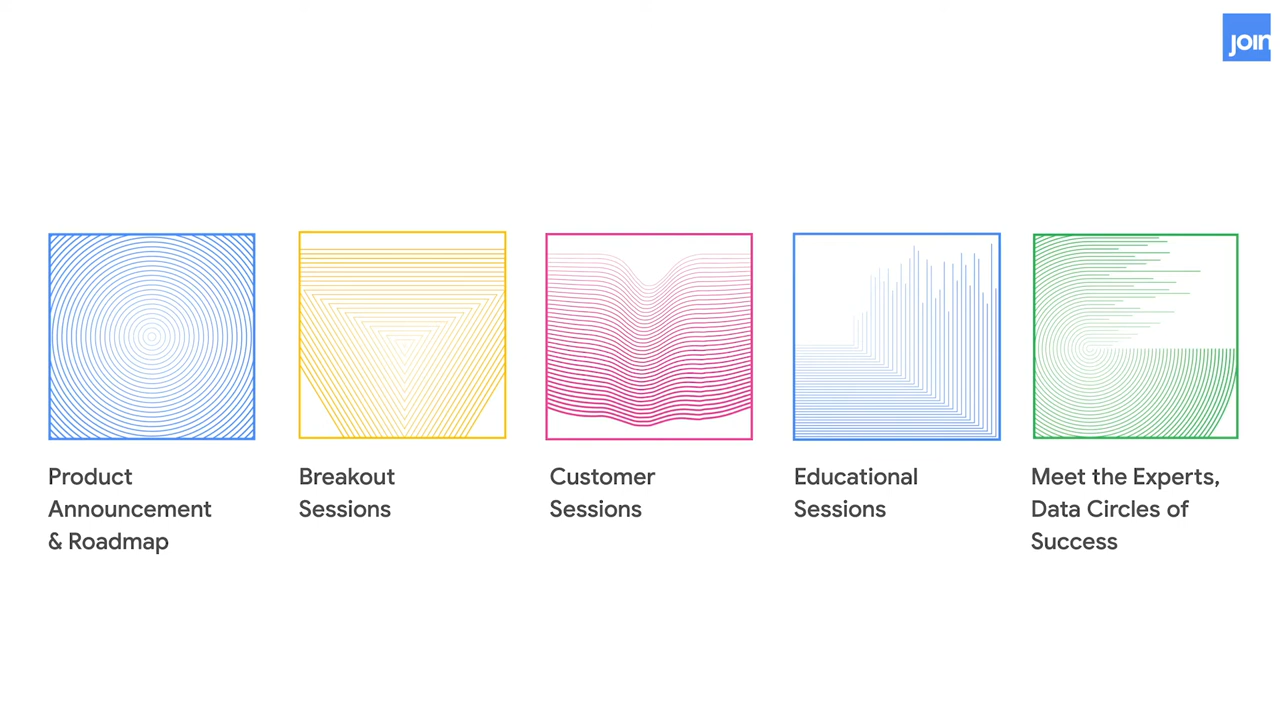 JOIN
Product
Announcement
& Roadmap
Breakout
Sessions
Customer
Sessions
Educational
Sessions
Meet the Experts,
Data Circles of
Success